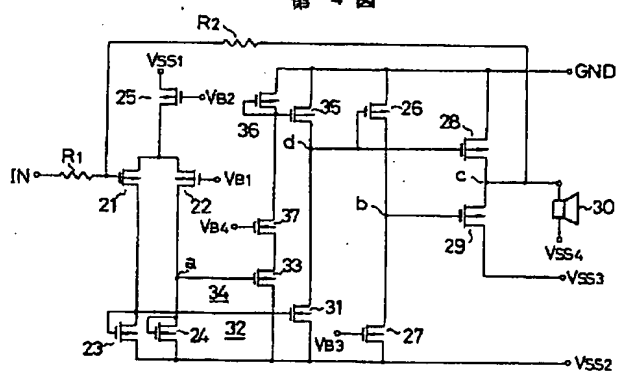 第 4 図
R2
VSS1
GND
25
VB2
36
35
26
28
d
R1
IN
21
22
VB1
c
b
30
VB4
37
29
VSS4
a
33
VSS3
34
31
23
24
32
VB3
27
VSS2